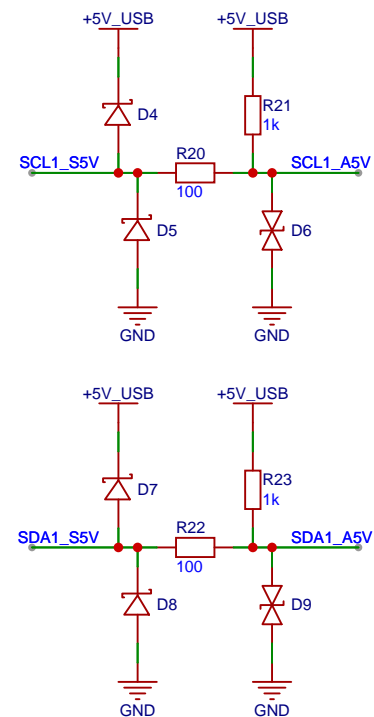 +5V_USB +5V_USB
D4
R21
1k
SCL1_S5V R20 SCL1_A5V
100
D5 D6
GND GND
+5V_USB +5V_USB
D7
R23
1k
SDA1_S5V R22 SDA1_A5V
100
D8 D9
GND GND